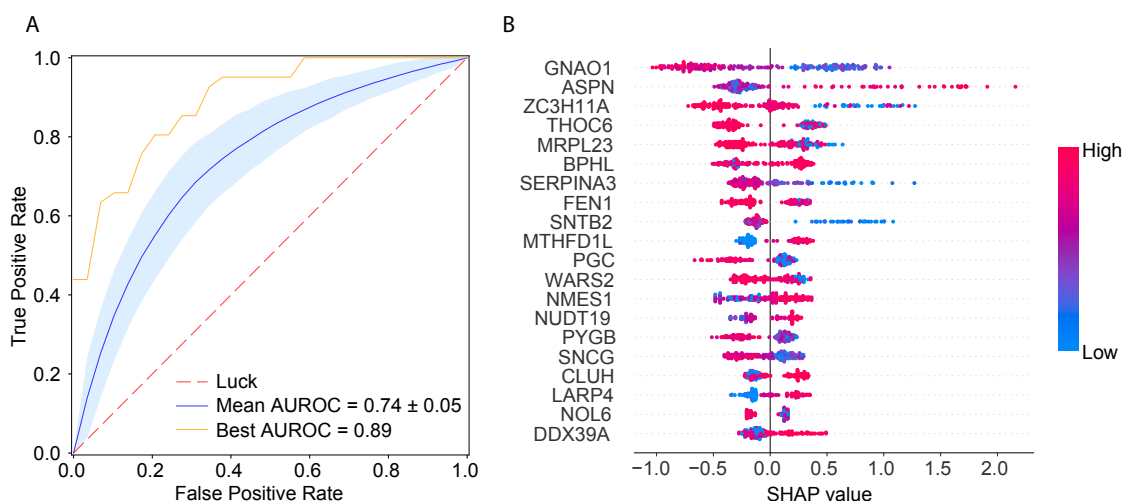 A
True Positive Rate
1.0
0.8
0.6
0.4
0.2
0.0
Luck
Mean AUROC = 0.74 ± 0.05
Best AUROC = 0.89
0.0 0.2 0.4 0.6 0.8 1.0
False Positive Rate
B
GNAO1
ASPN
ZC3H11A
THOC6
MRPL23
BPHL
SERPINA3
FEN1
SNTB2
MTHFD1L
PGC
WARS2
NMES1
NUDT19
PYGB
SNCG
CLUH
LARP4
NOL6
DDX39A
−1.0 −0.5 0.0 0.5 1.0 1.5 2.0
SHAP value
High
Low